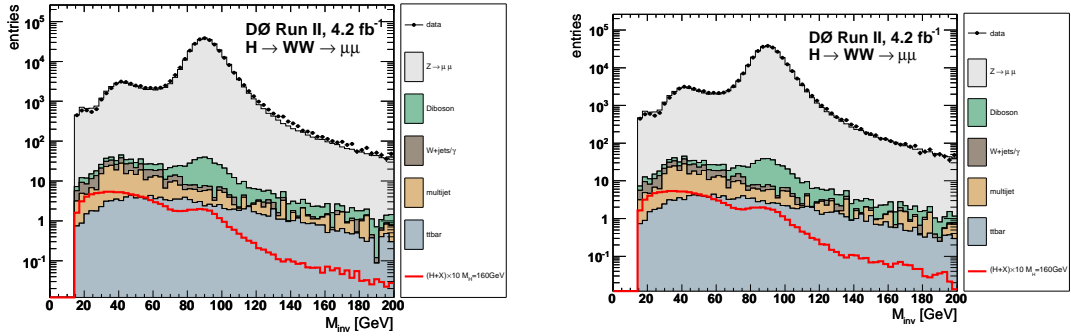 entries
10⁵
10⁴
10³
10²
10
1
10⁻¹
DØ Run II, 4.2 fb⁻¹
H → WW → μμ
0 20 40 60 80 100 120 140 160 180 200
M_inv [GeV]
data
Z→μ μ
Diboson
W+jets/γ
multijet
ttbar
(H+X)×10 M_H=160GeV
entries
10⁵
10⁴
10³
10²
10
1
10⁻¹
DØ Run II, 4.2 fb⁻¹
H → WW → μμ
0 20 40 60 80 100 120 140 160 180 200
M_inv [GeV]
data
Z→μ μ
Diboson
W+jets/γ
multijet
ttbar
(H+X)×10 M_H=160GeV